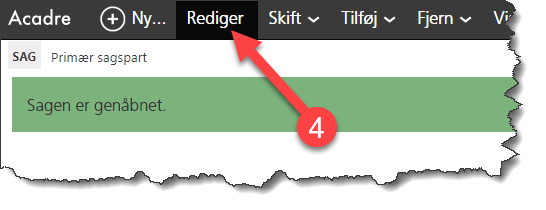 Acadre Ny... Rediger Skift Tilføj Fjern
SAG Primær sagspart
Sagen er genåbnet.
4